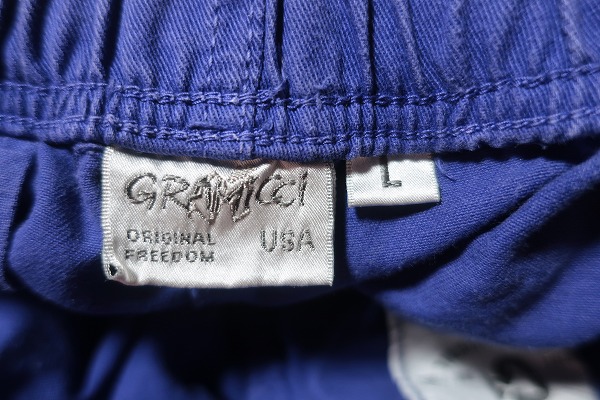 GRAMICCI
ORIGINAL
FREEDOM
USA
L